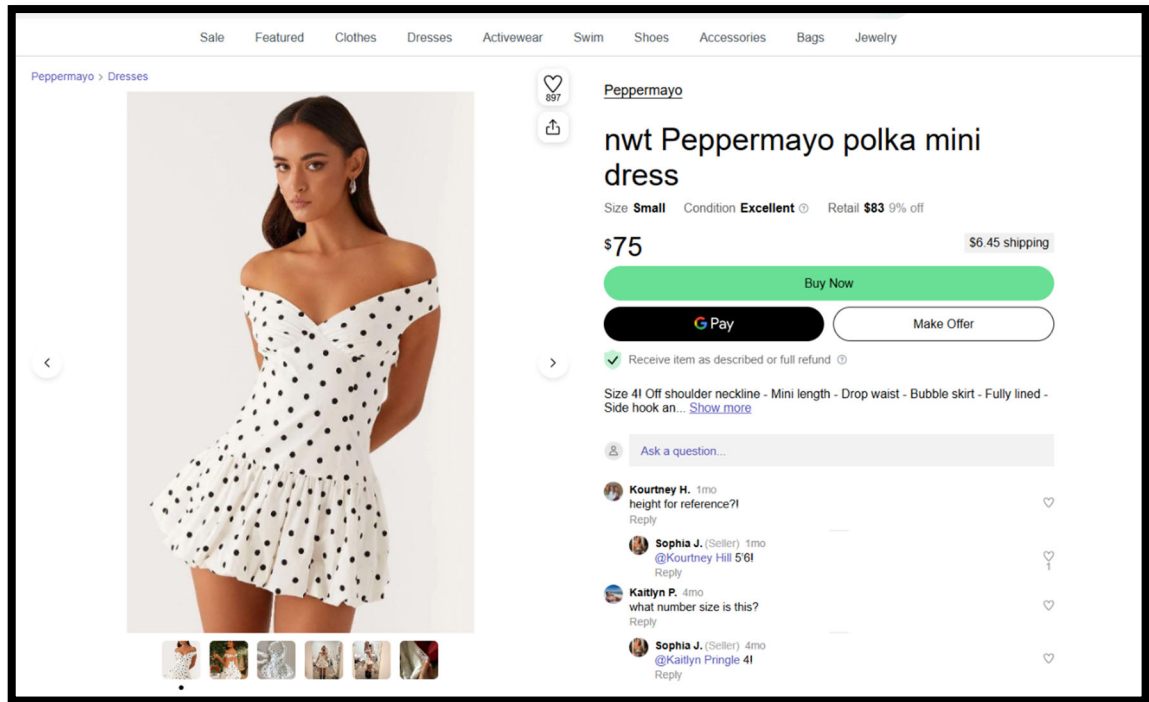 Sale Featured Clothes Dresses Activewear Swim Shoes Accessories Bags Jewelry
Peppermayo > Dresses
897
Peppermayo
nwt Peppermayo polka mini
dress
Size Small Condition Excellent Retail $83 9% off
$75
$6.45 shipping
Buy Now
G Pay
Make Offer
Receive item as described or full refund
Size 4! Off shoulder neckline - Mini length - Drop waist - Bubble skirt - Fully lined -
Side hook an... Show more
Ask a question...
Kourtney H. 1mo
height for reference?!
Reply
Sophia J. (Seller) 1mo
@Kourtney Hill 5'6!
1
Reply
Kaitlyn P. 4mo
what number size is this?
Reply
Sophia J. (Seller) 4mo
@Kaitlyn Pringle 4!
Reply